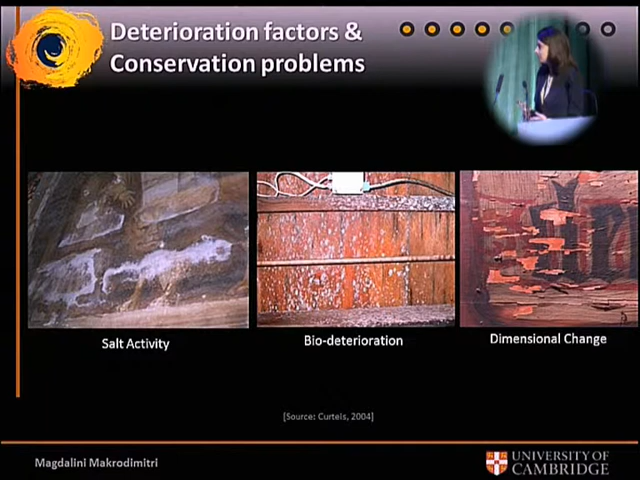 Deterioration factors &
Conservation problems
Salt Activity
Bio-deterioration
Dimensional Change
[Source: Curteis, 2004]
Magdalini Makrodimitri
UNIVERSITY OF
CAMBRIDGE